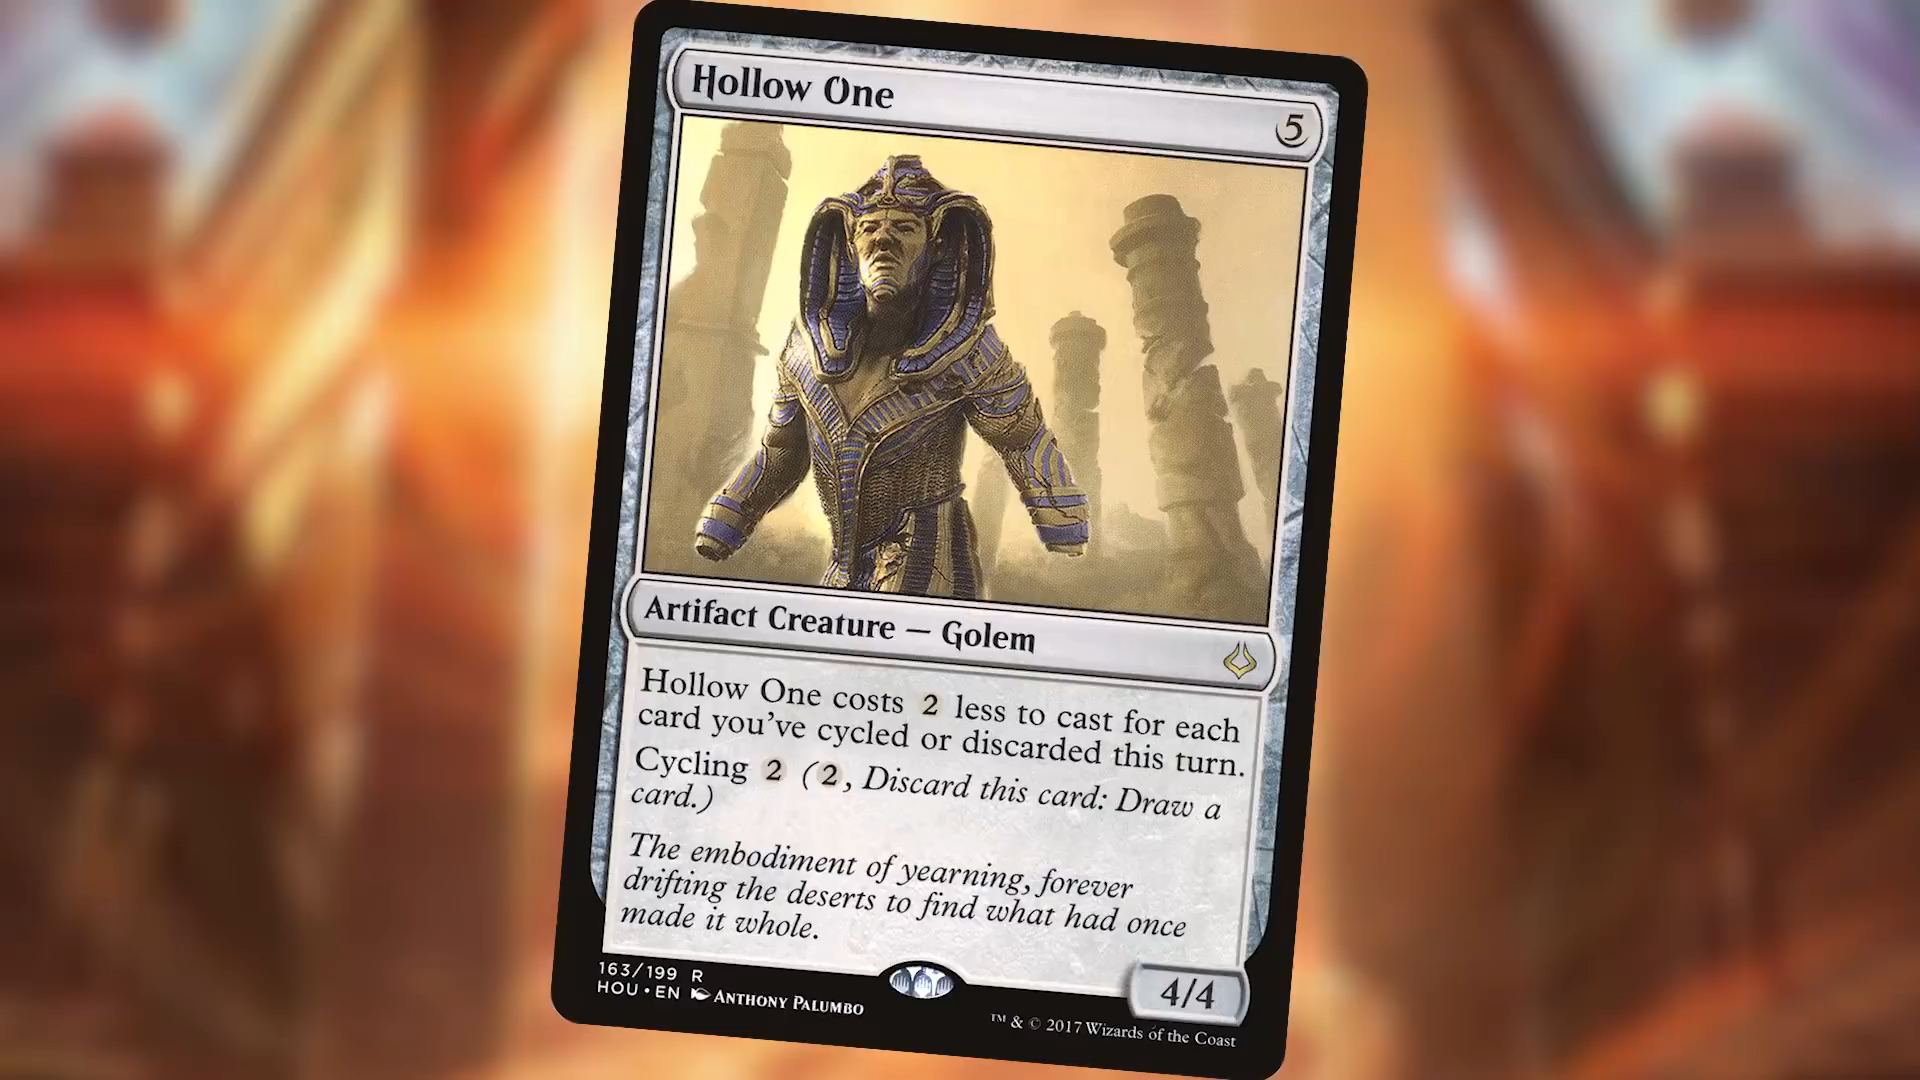 Hollow One
5
Artifact Creature — Golem
Hollow One costs 2 less to cast for each
card you've cycled or discarded this turn.
Cycling 2 (2, Discard this card: Draw a
card.)
The embodiment of yearning, forever
drifting the deserts to find what had once
made it whole.
4/4
163/199 R
HOU • EN ANTHONY PALUMBO
™ & © 2017 Wizards of the Coast